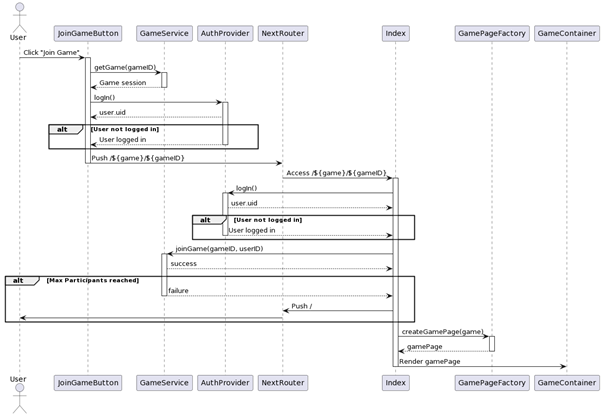 User
JoinGameButton
GameService
AuthProvider
NextRouter
Index
GamePageFactory
GameContainer
Click "Join Game"
getGame(gameID)
Game session
logIn()
user.uid
alt
[User not logged in]
User logged in
Push /${game}/${gameID}
Access /${game}/${gameID}
logIn()
user.uid
alt
[User not logged in]
User logged in
joinGame(gameID, userID)
success
alt
[Max Participants reached]
failure
Push /
createGamePage(game)
gamePage
Render gamePage
User
JoinGameButton
GameService
AuthProvider
NextRouter
Index
GamePageFactory
GameContainer